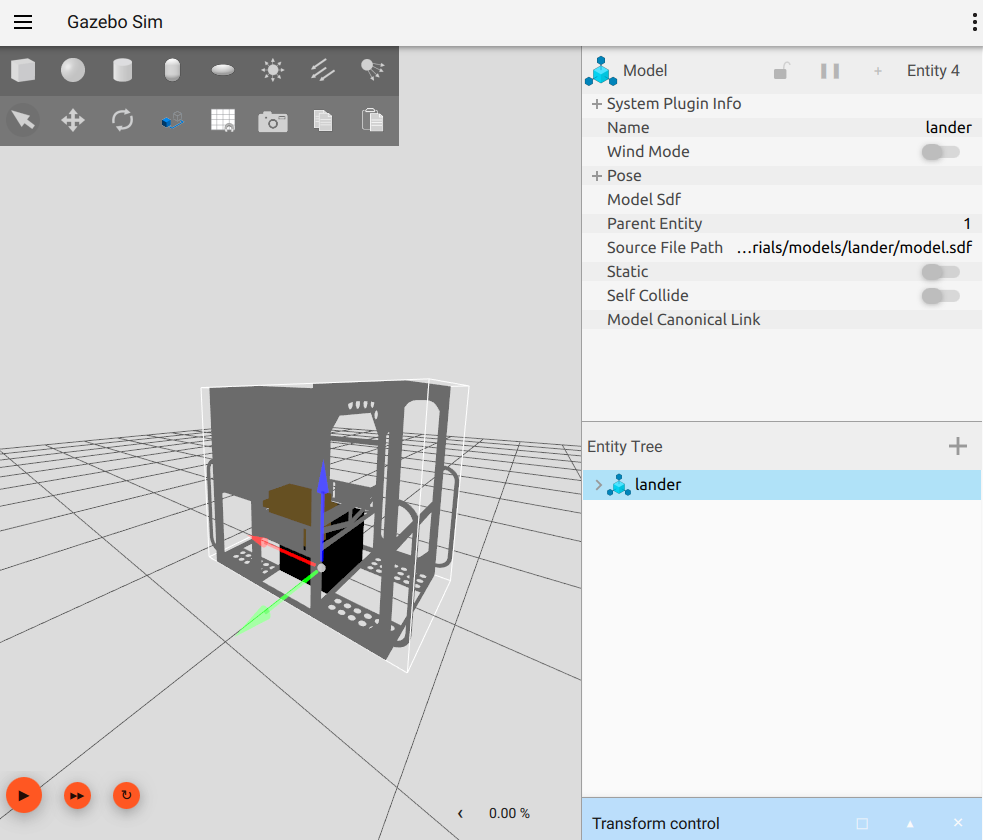 Gazebo Sim
Model Entity 4
System Plugin Info
Name lander
Wind Mode
Pose
Model Sdf
Parent Entity 1
Source File Path ...rials/models/lander/model.sdf
Static
Self Collide
Model Canonical Link
Entity Tree
lander
0.00 %
Transform control